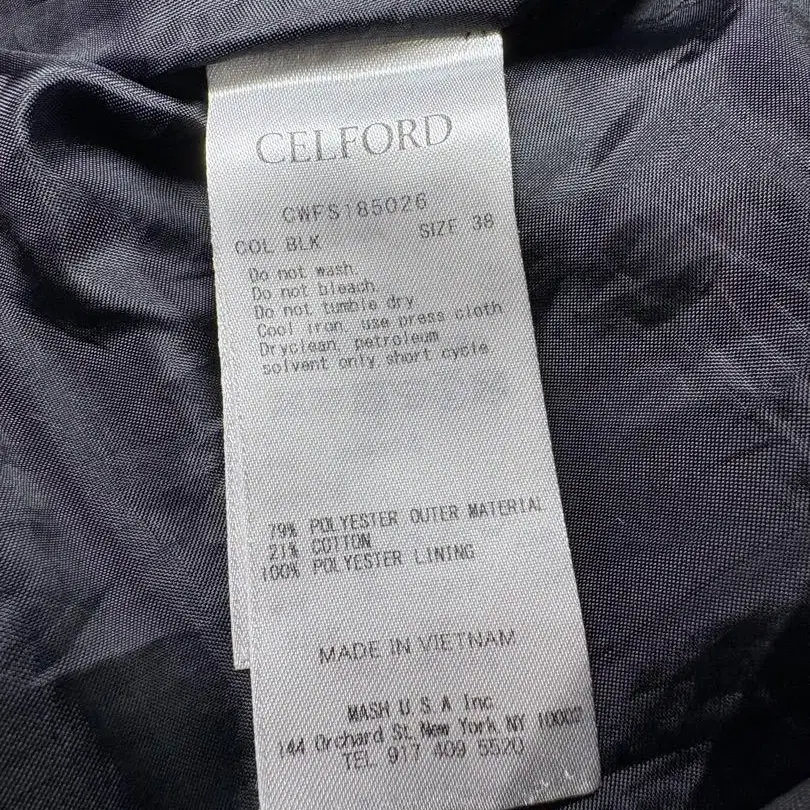 CELFORD
CWFS185026
COL BLK SIZE 38
Do not wash.
Do not bleach.
Do not tumble dry
Cool iron, use press cloth
Dryclean, petroleum
solvent only short cycle
79% POLYESTER OUTER MATERIAL
21% COTTON
100% POLYESTER LINING
MADE IN VIETNAM
MASH U S A Inc
144 Orchard St. New York NY 10002
TEL 917 409 5520